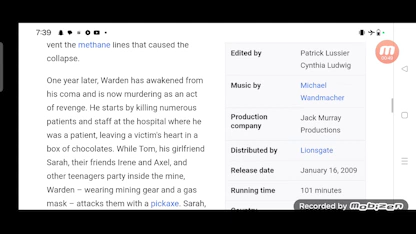 7:39
vent the methane lines that caused the
collapse.
One year later, Warden has awakened from
his coma and is now murdering as an act
of revenge. He starts by killing numerous
patients and staff at the hospital where he
was a patient, leaving a victim's heart in a
box of chocolates. While Tom, his girlfriend
Sarah, their friends Irene and Axel, and
other teenagers party inside the mine,
Warden – wearing mining gear and a gas
mask – attacks them with a pickaxe. Sarah,
Edited by Patrick Lussier
Cynthia Ludwig
Music by Michael
Wandmacher
Production Jack Murray
company Productions
Distributed by Lionsgate
Release date January 16, 2009
Running time 101 minutes
Country
Recorded by Mobizen